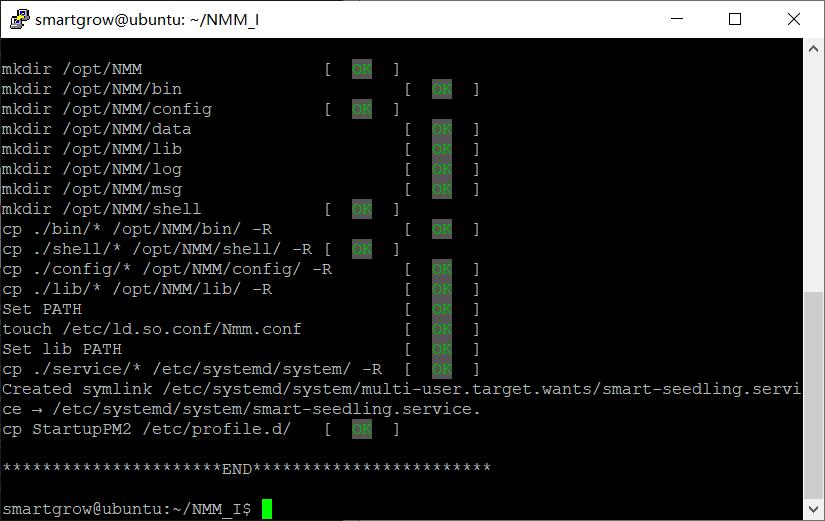 smartgrow@ubuntu: ~/NMM_I
mkdir /opt/NMM [ OK ]
mkdir /opt/NMM/bin [ OK ]
mkdir /opt/NMM/config [ OK ]
mkdir /opt/NMM/data [ OK ]
mkdir /opt/NMM/lib [ OK ]
mkdir /opt/NMM/log [ OK ]
mkdir /opt/NMM/msg [ OK ]
mkdir /opt/NMM/shell [ OK ]
cp ./bin/* /opt/NMM/bin/ -R [ OK ]
cp ./shell/* /opt/NMM/shell/ -R [ OK ]
cp ./config/* /opt/NMM/config/ -R [ OK ]
cp ./lib/* /opt/NMM/lib/ -R [ OK ]
Set PATH [ OK ]
touch /etc/ld.so.conf/Nmm.conf [ OK ]
Set lib PATH [ OK ]
cp ./service/* /etc/systemd/system/ -R [ OK ]
Created symlink /etc/systemd/system/multi-user.target.wants/smart-seedling.servi
ce → /etc/systemd/system/smart-seedling.service.
cp StartupPM2 /etc/profile.d/ [ OK ]
**********************END************************
smartgrow@ubuntu:~/NMM_I$